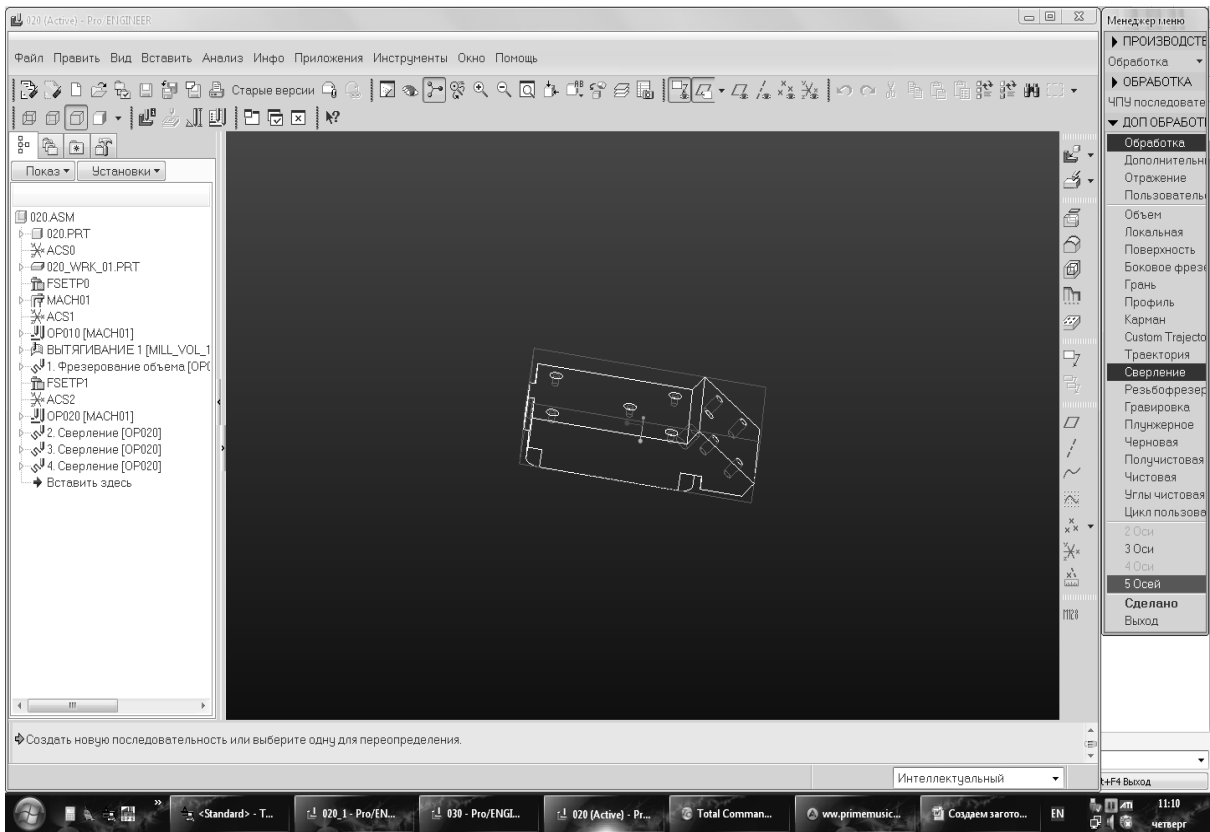 020 (Active) - Pro/ENGINEER
Файл Править Вид Вставить Анализ Инфо Приложения Инструменты Окно Помощь
Старые версии
Показ
Установки
020.ASM
020.PRT
ACS0
020_WRK_01.PRT
FSETP0
MACH01
ACS1
OP010 [MACH01]
ВЫТЯГИВАНИЕ 1 [MILL_VOL_1
1. Фрезерование объема [OP(
FSETP1
ACS2
OP020 [MACH01]
2. Сверление [OP020]
3. Сверление [OP020]
4. Сверление [OP020]
Вставить здесь
Создать новую последовательность или выберите одну для переопределения.
Интеллектуальный
Менеджер меню
ПРОИЗВОДСТВ
Обработка
ОБРАБОТКА
ЧПУ последовате
ДОП ОБРАБОТ
Обработка
Дополнительн
Отражение
Пользователь
Объем
Локальная
Поверхность
Боковое фрезе
Грань
Профиль
Карман
Custom Trajecto
Траектория
Сверление
Резьбофрезер
Гравировка
Плунжерное
Черновая
Получистовая
Чистовая
Углы чистовая
Цикл пользова
2 Оси
3 Оси
4 Оси
5 Осей
Сделано
Выход
t+F4 Выход
<Standard> - T...
020_1 - Pro/EN...
030 - Pro/ENGI...
020 (Active) - Pr...
Total Comman...
ww.primemusic...
Создаем загото...
EN
11:10
четверг